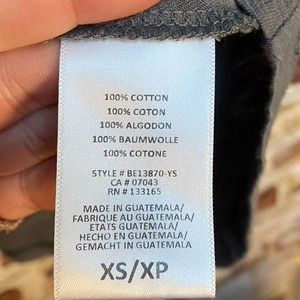 100% COTTON
100% COTON
100% ALGODON
100% BAUMWOLLE
100% COTONE
STYLE # BE13870-YS
CA # 07043
RN # 133165
MADE IN GUATEMALA/
FABRIQUE AU GUATEMALA/
ETATS GUATEMALA/
HECHO EN GUATEMALA/
GEMACHT IN GUATEMALA/
XS/XP